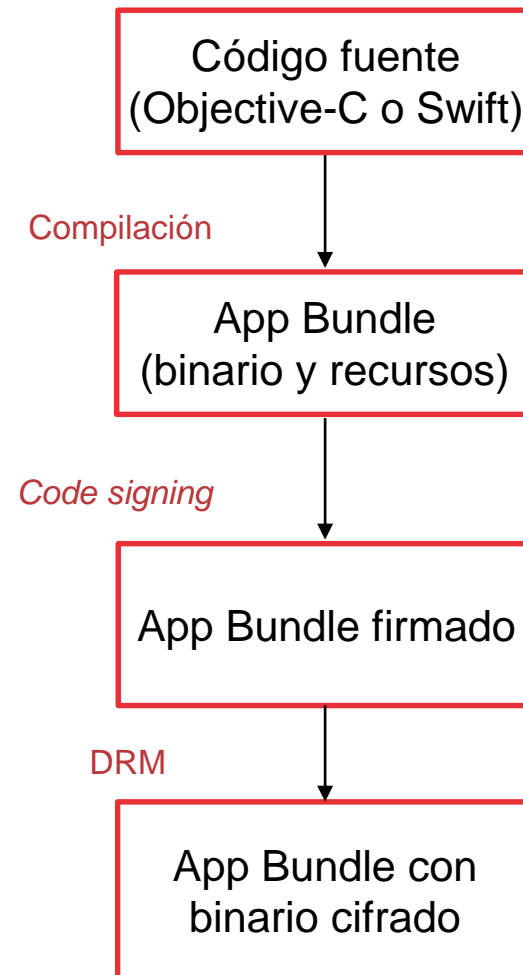 Código fuente
(Objective-C o Swift)
Compilación
App Bundle
(binario y recursos)
Code signing
App Bundle firmado
DRM
App Bundle con
binario cifrado